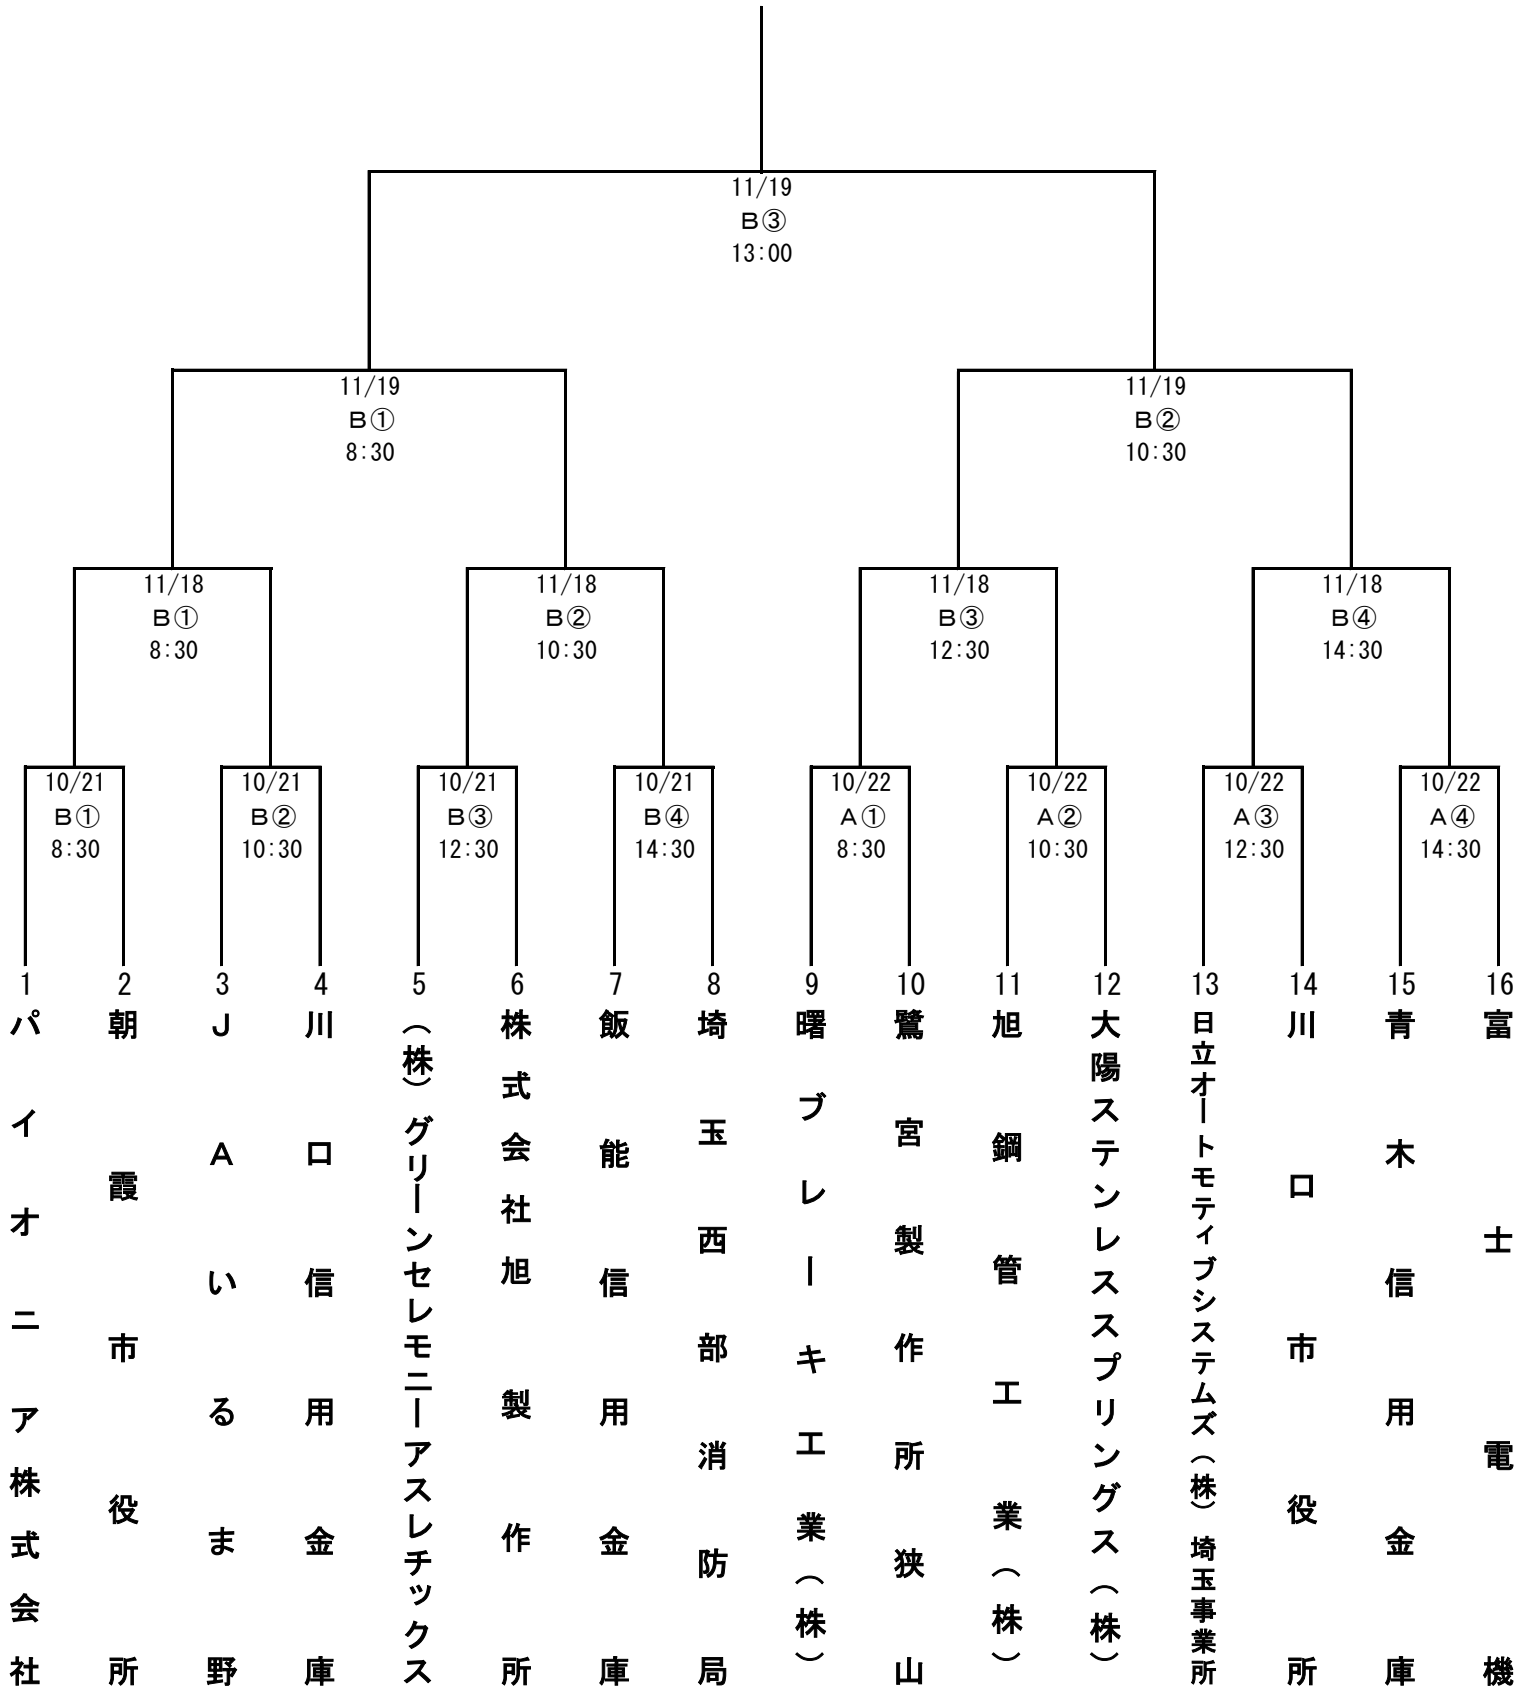 11/19
B③
13:00
11/19
B①
8:30
11/19
B②
10:30
11/18
B①
8:30
11/18
B②
10:30
11/18
B③
12:30
11/18
B④
14:30
10/21
B①
8:30
10/21
B②
10:30
10/21
B③
12:30
10/21
B④
14:30
10/22
A①
8:30
10/22
A②
10:30
10/22
A③
12:30
10/22
A④
14:30
1
パイオニア株式会社
2
朝霞市役所
3
JAいるま野
4
川口信用金庫
5
（株）グリーンセレモニーアスレチックス
6
株式会社旭製作所
7
飯能信用金庫
8
埼玉西部消防局
9
曙ブレーキ工業（株）
10
鷺宮製作所狭山
11
旭鋼管工業（株）
12
大陽ステンレススプリングス（株）
13
日立オートモティブシステムズ（株）埼玉事業所
14
川口市役所
15
青木信用金庫
16
富士電機